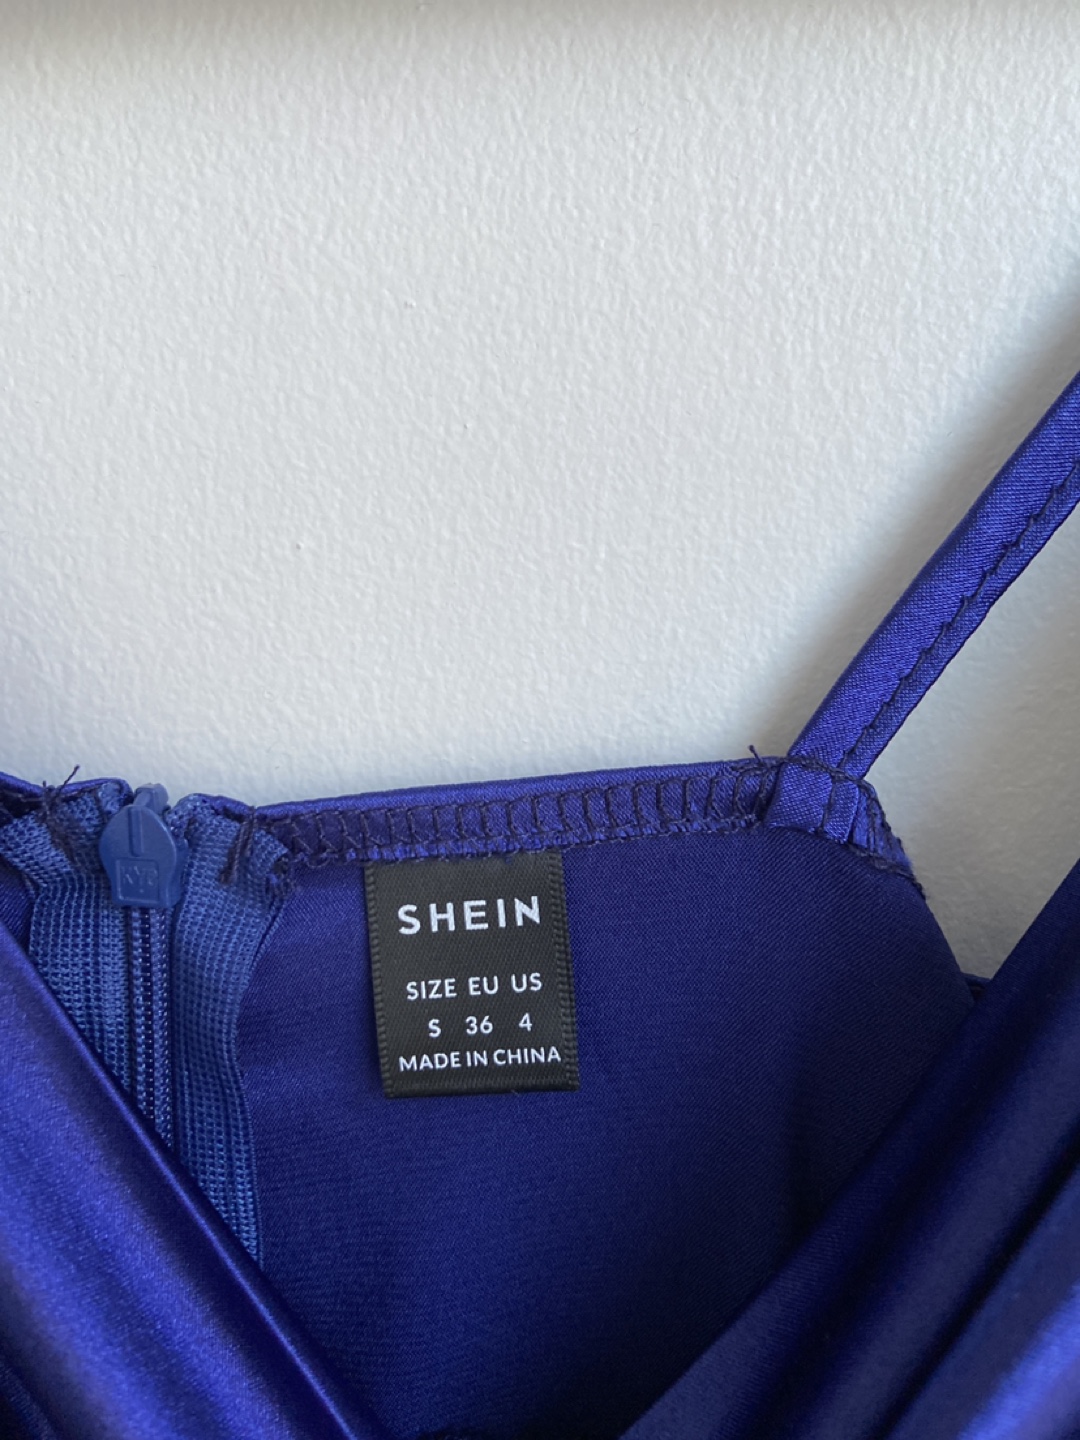 SHEIN
SIZE EU US
S 36 4
MADE IN CHINA